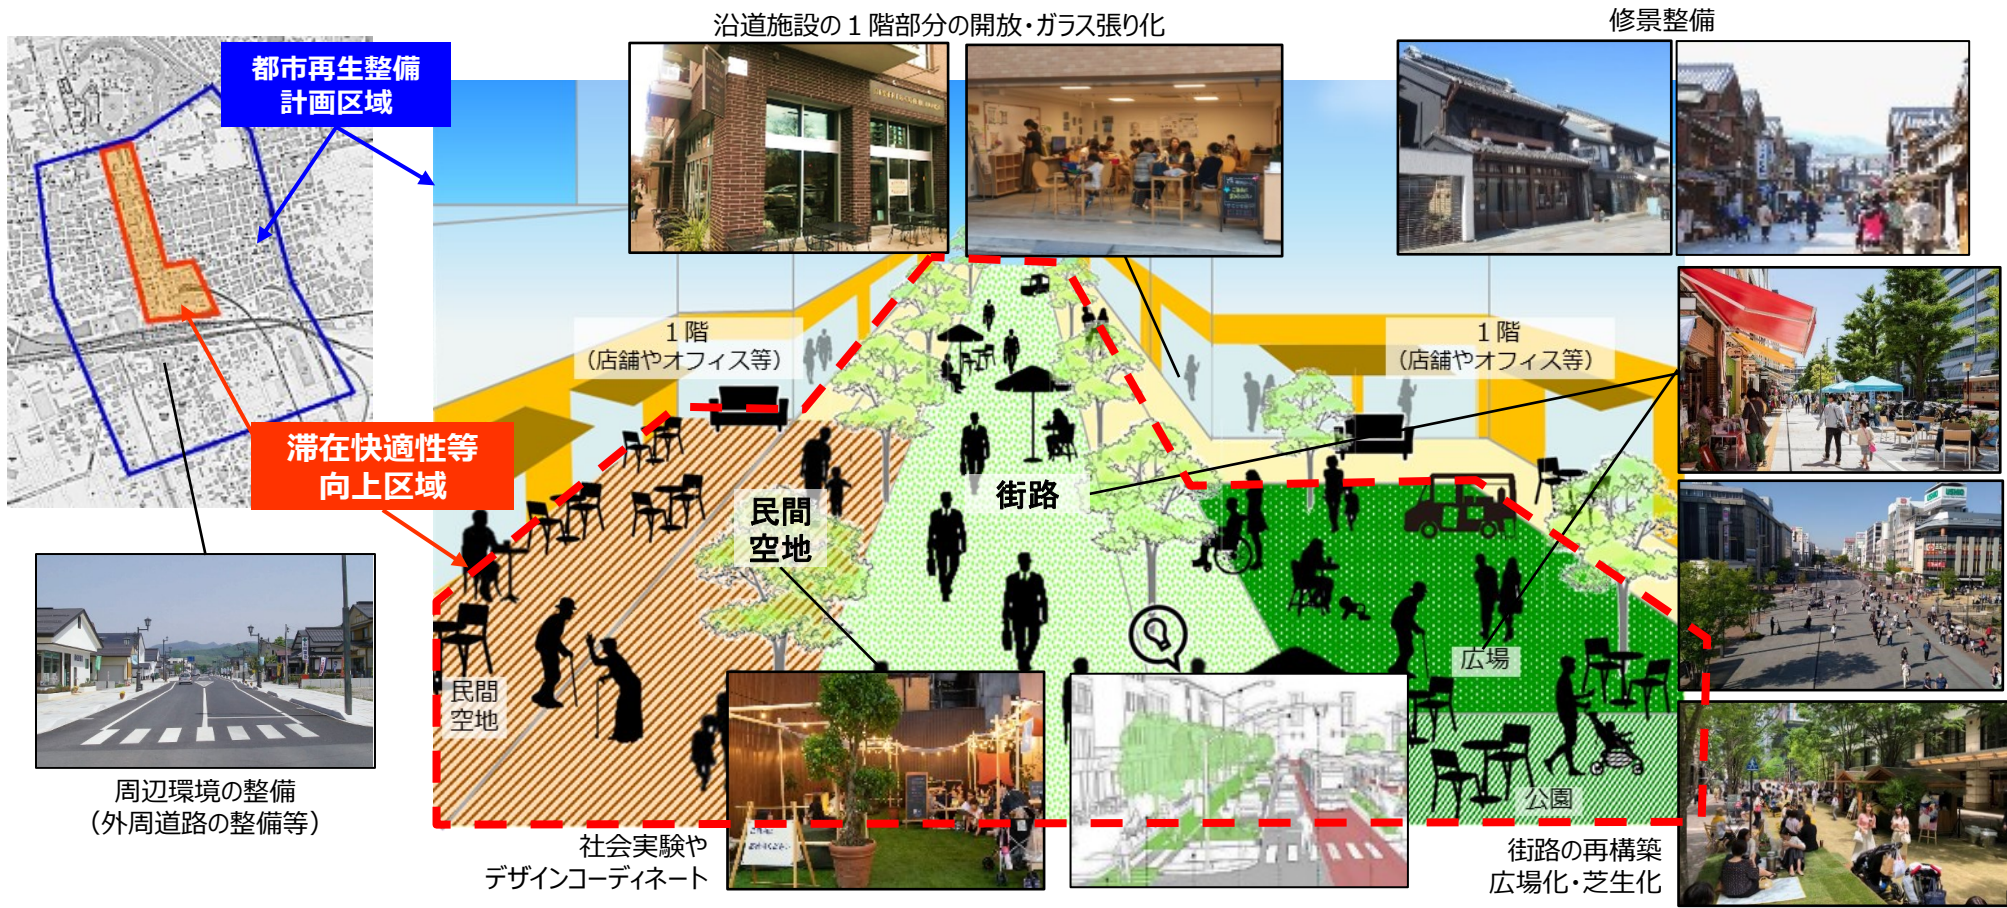 沿道施設の１階部分の開放・ガラス張り化
修景整備
都市再生整備
計画区域
１階
（店舗やオフィス等）
１階
（店舗やオフィス等）
滞在快適性等
向上区域
街路
民間
空地
広場
民間
空地
公園
周辺環境の整備
（外周道路の整備等）
社会実験や
デザインコーディネート
街路の再構築
広場化・芝生化